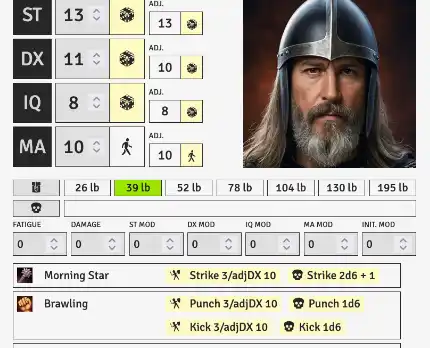 ST 13 ADJ. 13
DX 11 ADJ. 10
IQ 8 ADJ. 8
MA 10 ADJ. 10
26 lb 39 lb 52 lb 78 lb 104 lb 130 lb 195 lb
FATIGUE DAMAGE ST MOD DX MOD IQ MOD MA MOD INIT. MOD
0 0 0 0 0 0 0
Morning Star Strike 3/adjDX 10 Strike 2d6 + 1
Brawling Punch 3/adjDX 10 Punch 1d6
Kick 3/adjDX 10 Kick 1d6